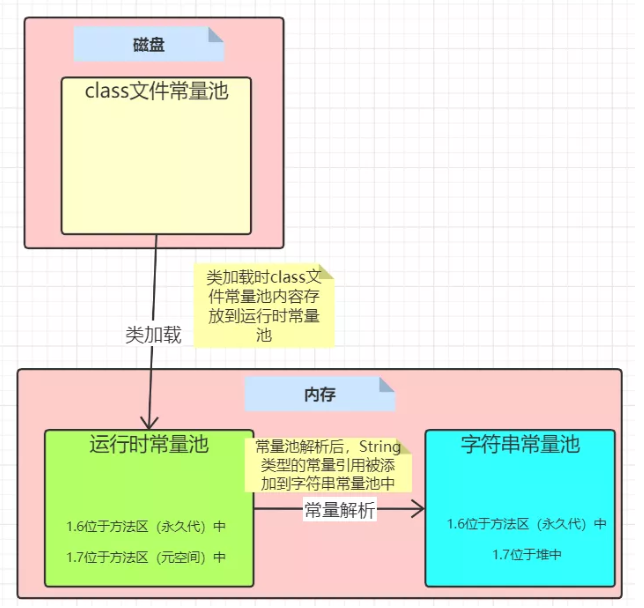 磁盘
class文件常量池
类加载时class文
件常量池内容存
放到运行时常量
池
类加载
内存
运行时常量池
1.6位于方法区（永久代）中
1.7位于方法区（元空间）中
常量池解析后，String
类型的常量引用被添
加到字符串常量池中
常量解析
字符串常量池
1.6位于方法区（永久代）中
1.7位于堆中